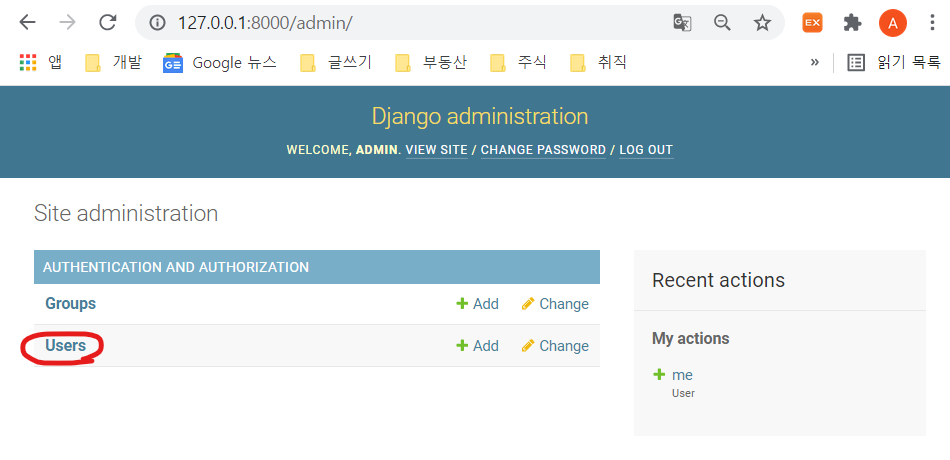 127.0.0.1:8000/admin/
EX
A
앱 개발 Google 뉴스 글쓰기 부동산 주식 취직 » 읽기 목록
GE
Django administration
WELCOME, ADMIN. VIEW SITE / CHANGE PASSWORD / LOG OUT
Site administration
AUTHENTICATION AND AUTHORIZATION
Groups Add Change
Users Add Change
Recent actions
My actions
me
User